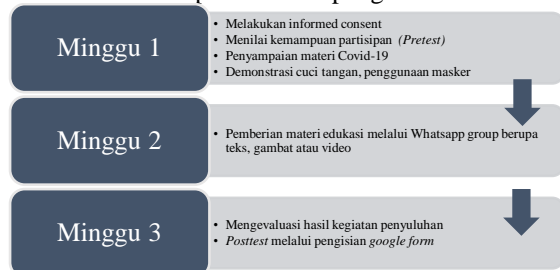 Minggu 1
• Melakukan informed consent
• Menilai kemampuan partisipan (Pretest)
• Penyampaian materi Covid-19
• Demonstrasi cuci tangan, penggunaan masker
Minggu 2
• Pemberian materi edukasi melalui Whatsapp group berupa
teks, gambat atau video
Minggu 3
• Mengevaluasi hasil kegiatan penyuluhan
• Posttest melalui pengisian google form